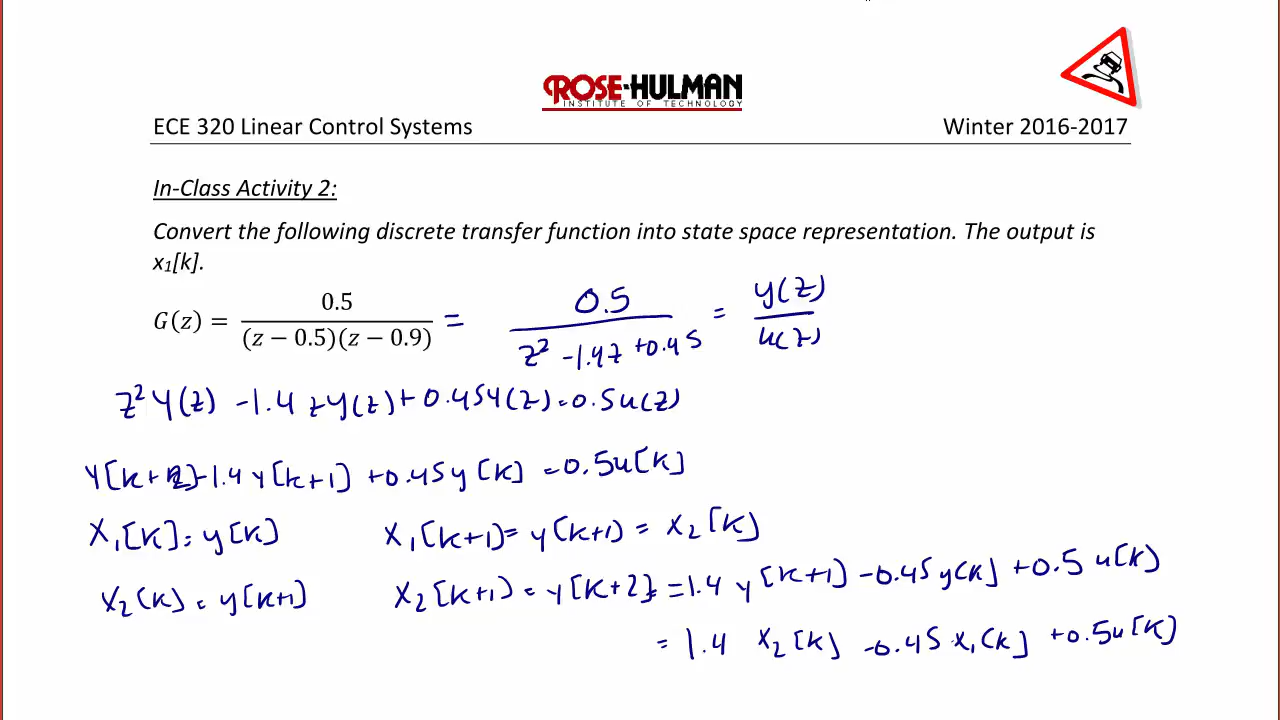 ROSE-HULMAN
INSTITUTE OF TECHNOLOGY
ECE 320 Linear Control Systems Winter 2016-2017
In-Class Activity 2:
Convert the following discrete transfer function into state space representation. The output is
x₁[k].
G(z) = 0.5 / (z − 0.5)(z − 0.9) = 0.5 / z² -1.4z +0.45 = Y(z) / u(z)
z² Y(z) -1.4 zY(z) + 0.45Y(z) = 0.5u(z)
Y[k+2] -1.4 Y[k+1] +0.45y[k] = 0.5u[k]
X₁[k] = y[k] X₁[k+1] = y[k+1] = X₂[k]
X₂[k] = y[k+1] X₂[k+1] = y[k+2] = 1.4 y[k+1] -0.45y[k] +0.5u[k]
= 1.4 X₂[k] -0.45 x₁[k] +0.5u[k]